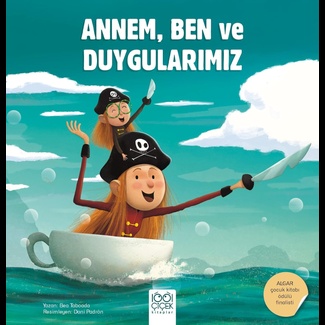 ANNEM, BEN ve
DUYGULARIMIZ
Yazan: Bea Taboada
Resimleyen: Dani Padrón
1001
ÇİÇEK
kitaplar
ALGAR
çocuk kitabı
ödülü
finalisti